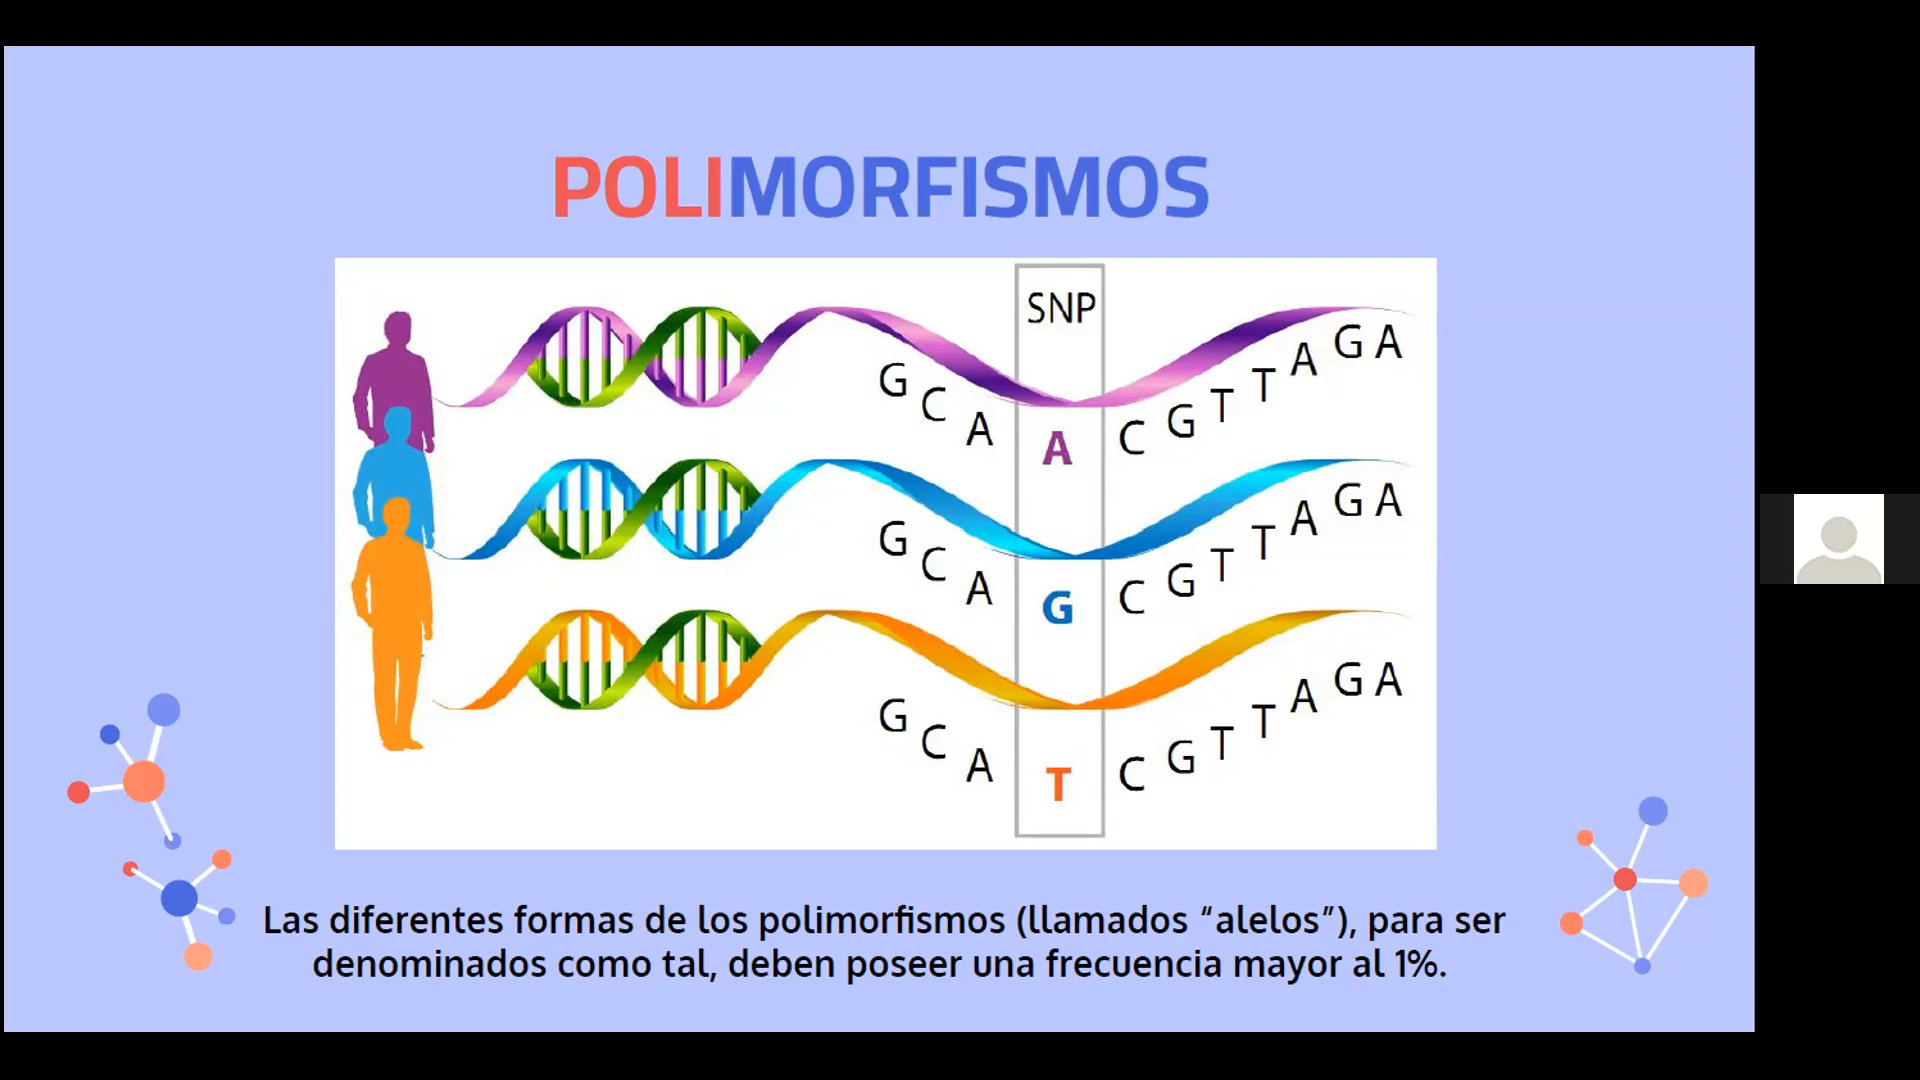 POLIMORFISMOS
SNP
G C A A C G T T A G A
G C A G C G T T A G A
G C A T C G T T A G A
Las diferentes formas de los polimorfismos (llamados “alelos”), para ser
denominados como tal, deben poseer una frecuencia mayor al 1%.